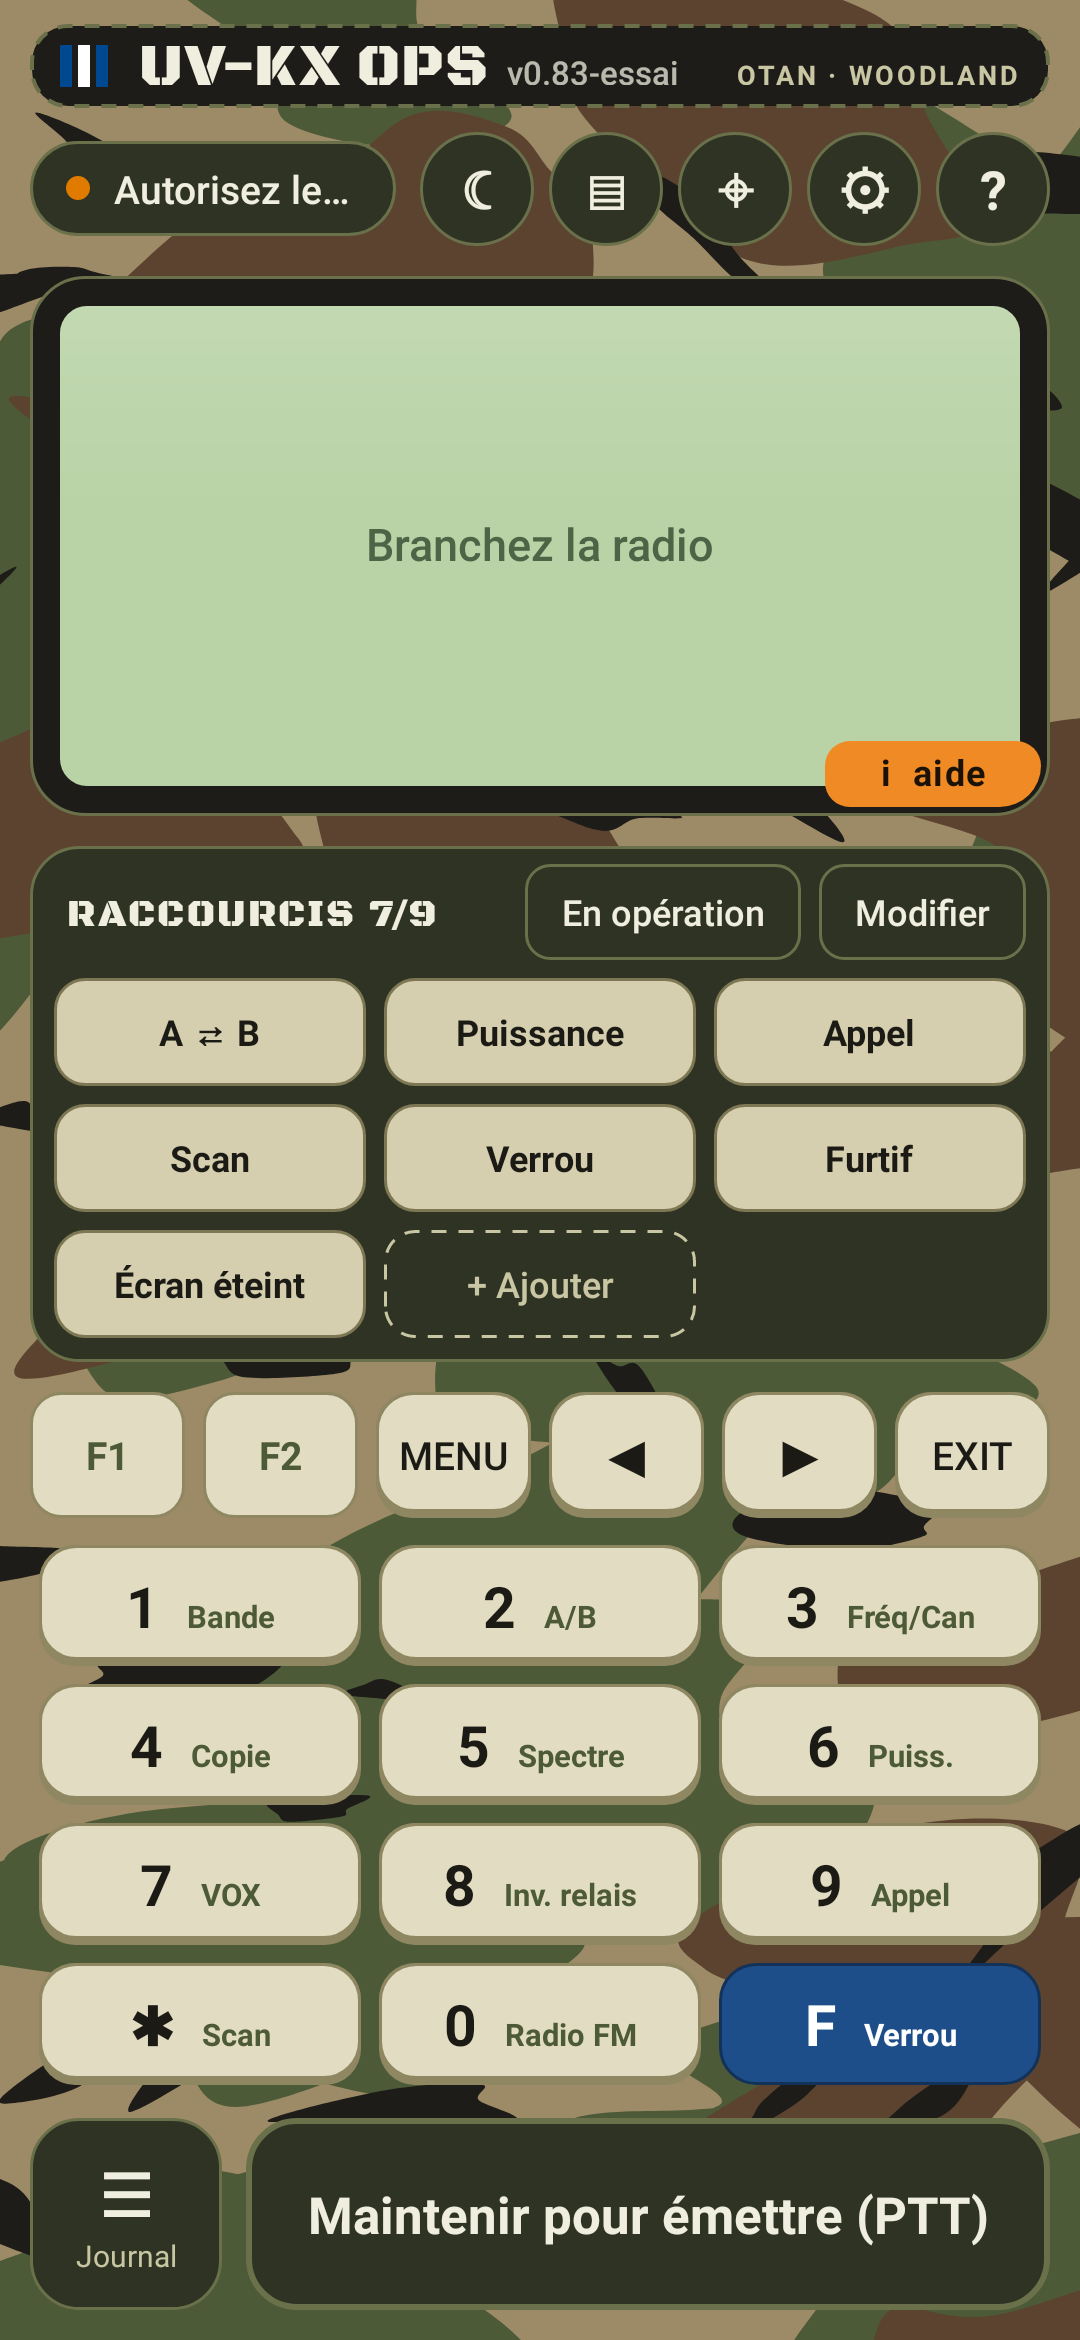 UV-KX OPS v0.83-essai OTAN · WOODLAND
Autorisez le… ☾ ▤ ⌖ ⚙ ?
Branchez la radio
i aide
RACCOURCIS 7/9 En opération Modifier
A ⇄ B Puissance Appel
Scan Verrou Furtif
Écran éteint + Ajouter
F1 F2 MENU ◀ ▶ EXIT
1 Bande 2 A/B 3 Fréq/Can
4 Copie 5 Spectre 6 Puiss.
7 VOX 8 Inv. relais 9 Appel
✱ Scan 0 Radio FM F Verrou
☰ Maintenir pour émettre (PTT)
Journal